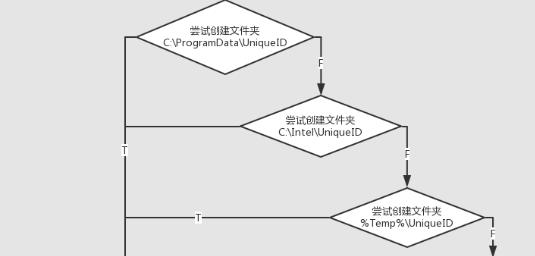 尝试创建文件夹
C:\ProgramData\UniqueID
F
尝试创建文件夹
C:\Intel\UniqueID
T
F
尝试创建文件夹
%Temp%\UniqueID
T
F